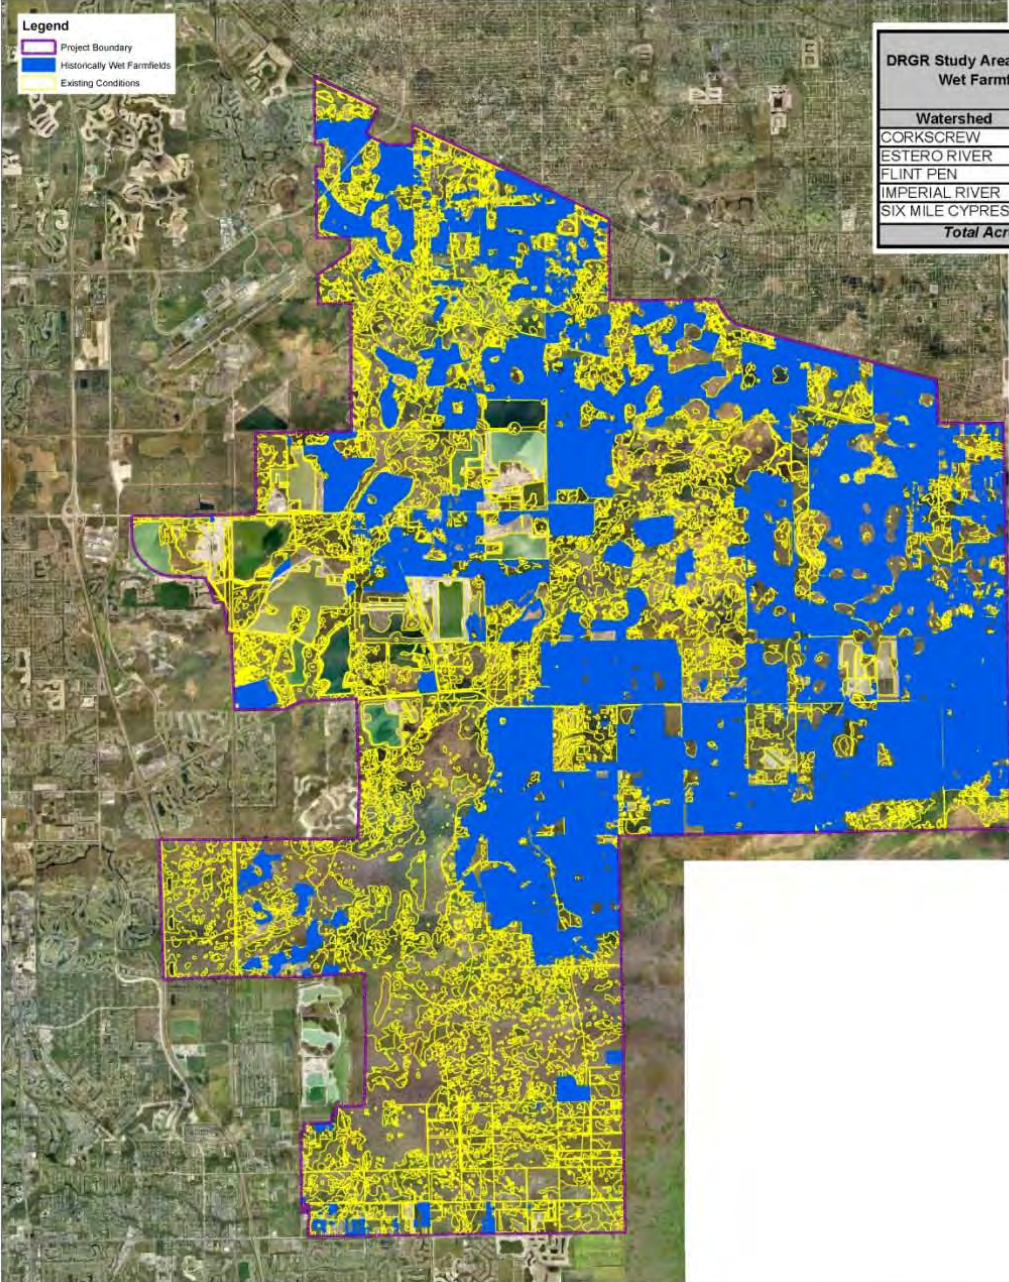 Legend
Project Boundary
Historically Wet Farmfields
Existing Conditions
DRGR Study Area
Wet Farmf
Watershed
CORKSCREW
ESTERO RIVER
FLINT PEN
IMPERIAL RIVER
SIX MILE CYPRES
Total Acr